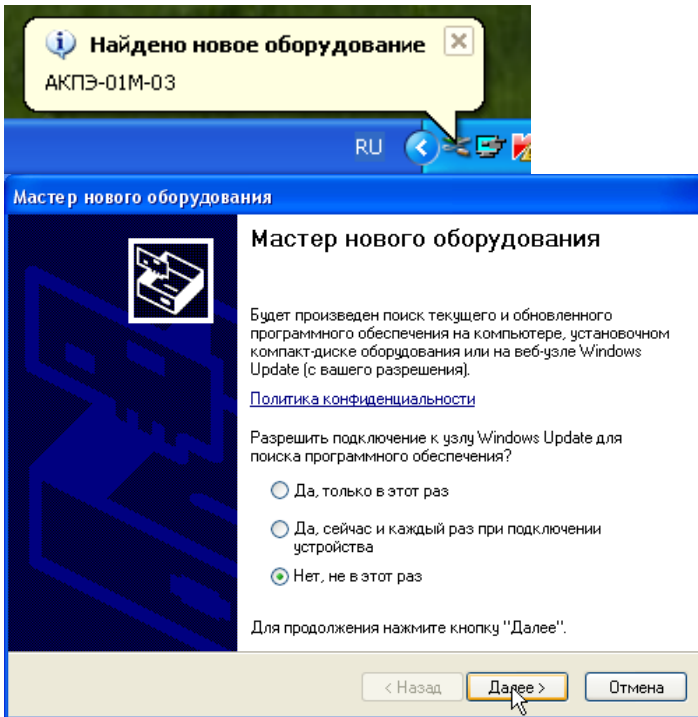 Найдено новое оборудование
АКПЭ-01М-03
RU
Мастер нового оборудования
Мастер нового оборудования
Будет произведен поиск текущего и обновленного
программного обеспечения на компьютере, установочном
компакт-диске оборудования или на веб-узле Windows
Update (с вашего разрешения).
Политика конфиденциальности
Разрешить подключение к узлу Windows Update для
поиска программного обеспечения?
Да, только в этот раз
Да, сейчас и каждый раз при подключении
устройства
Нет, не в этот раз
Для продолжения нажмите кнопку "Далее".
< Назад Далее > Отмена